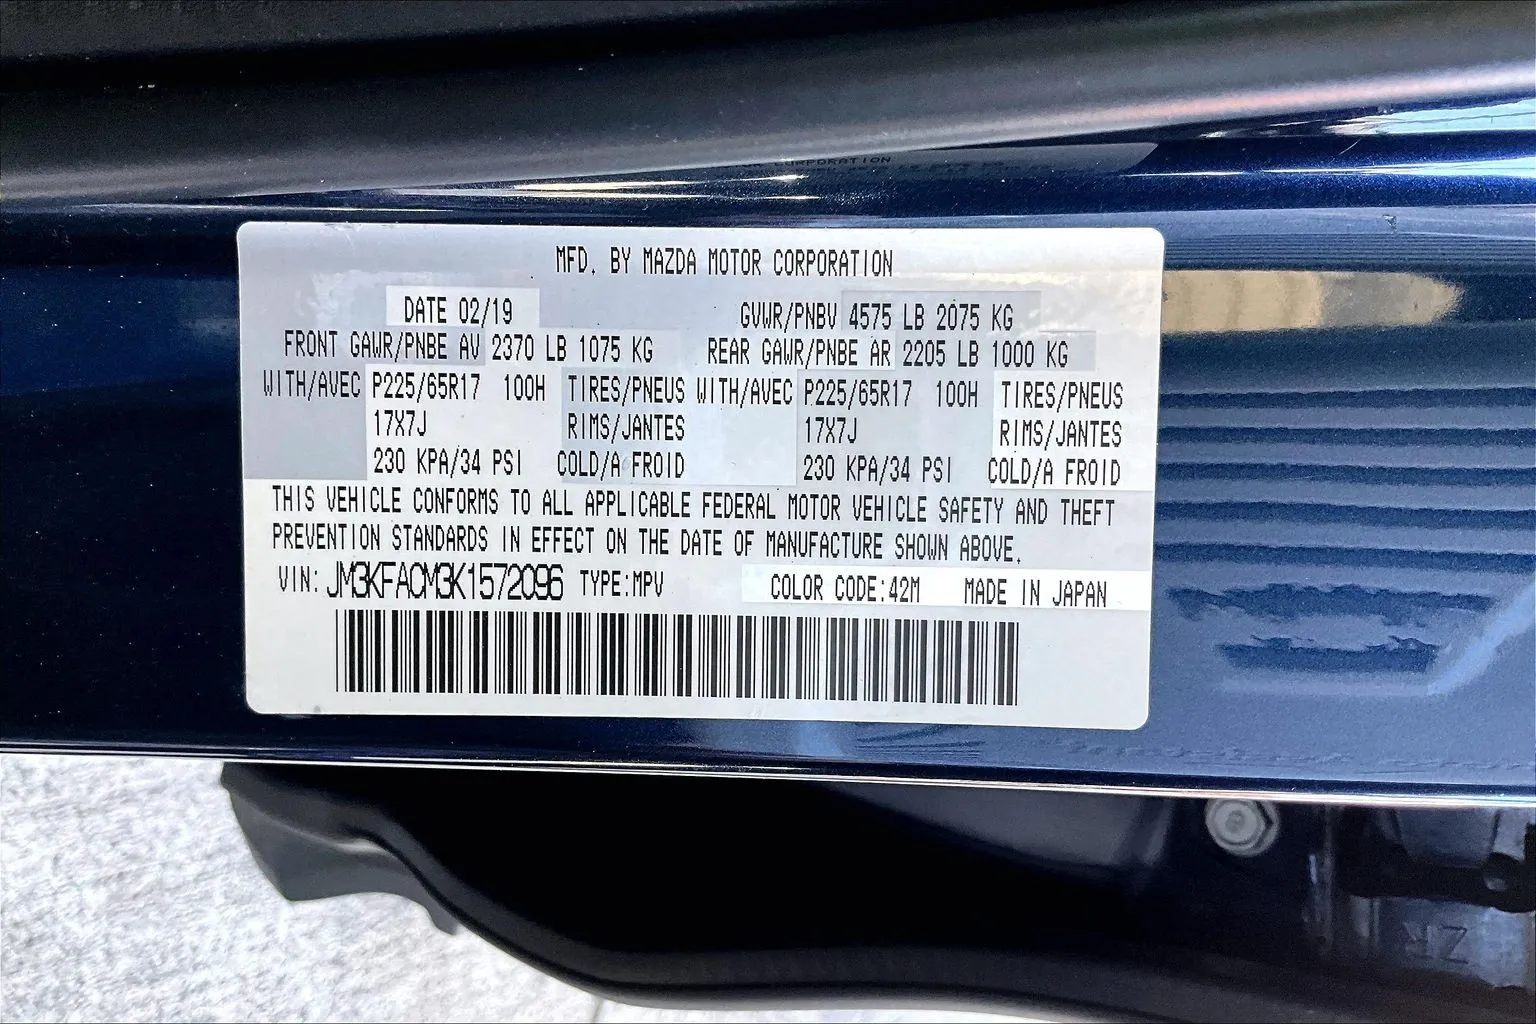 MFD. BY MAZDA MOTOR CORPORATION
DATE 02/19 GVWR/PNBV 4575 LB 2075 KG
FRONT GAWR/PNBE AV 2370 LB 1075 KG REAR GAWR/PNBE AR 2205 LB 1000 KG
WITH/AVEC P225/65R17 100H TIRES/PNEUS WITH/AVEC P225/65R17 100H TIRES/PNEUS
17X7J RIMS/JANTES 17X7J RIMS/JANTES
230 KPA/34 PSI COLD/A FROID 230 KPA/34 PSI COLD/A FROID
THIS VEHICLE CONFORMS TO ALL APPLICABLE FEDERAL MOTOR VEHICLE SAFETY AND THEFT
PREVENTION STANDARDS IN EFFECT ON THE DATE OF MANUFACTURE SHOWN ABOVE.
VIN: JM3KFACM3K1572096 TYPE:MPV COLOR CODE:42M MADE IN JAPAN